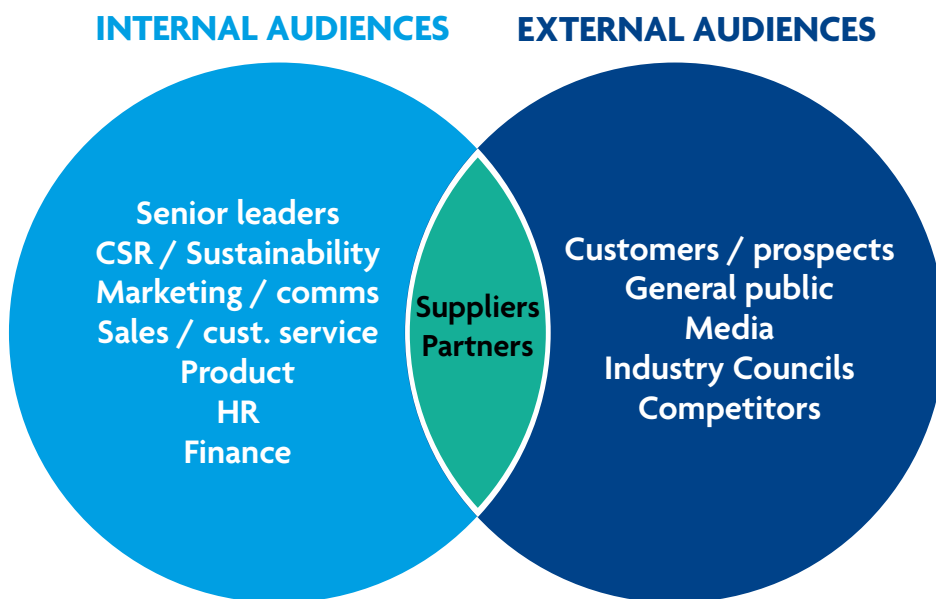 INTERNAL AUDIENCES
EXTERNAL AUDIENCES
Senior leaders
CSR / Sustainability
Marketing / comms
Sales / cust. service
Product
HR
Finance
Suppliers
Partners
Customers / prospects
General public
Media
Industry Councils
Competitors